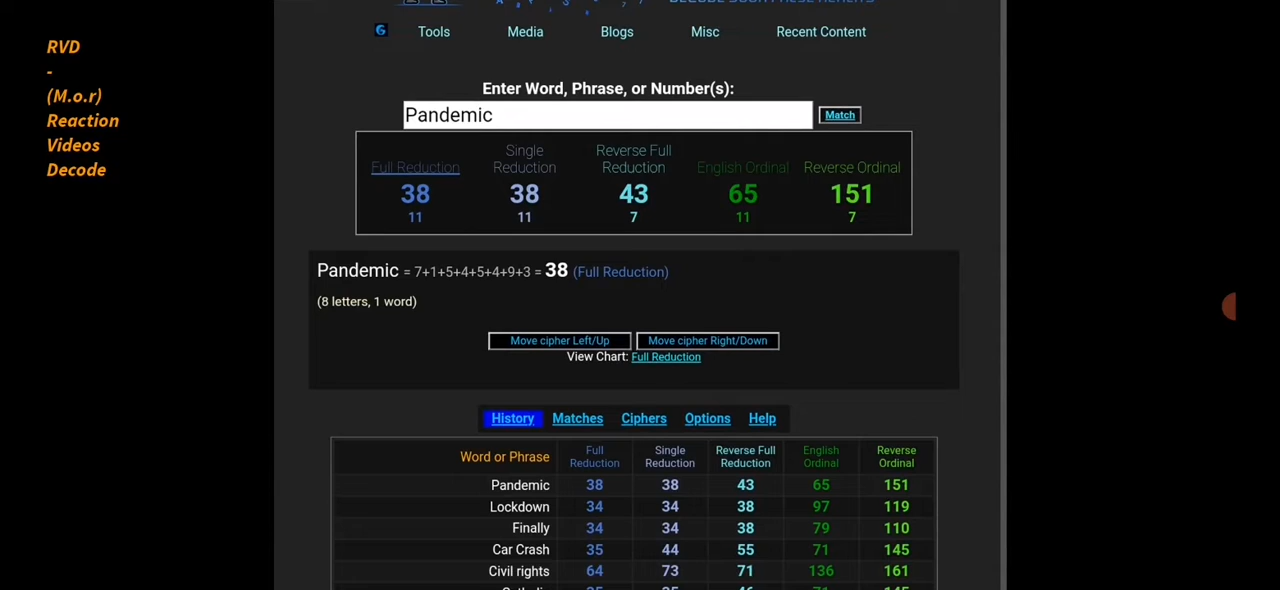 RVD
-
(M.o.r)
Reaction
Videos
Decode
Tools Media Blogs Misc Recent Content
Enter Word, Phrase, or Number(s):
Pandemic Match
Full Reduction Single Reduction Reverse Full Reduction English Ordinal Reverse Ordinal
38 38 43 65 151
11 11 7 11 7
Pandemic = 7+1+5+4+5+4+9+3 = 38 (Full Reduction)
(8 letters, 1 word)
Move cipher Left/Up Move cipher Right/Down
View Chart: Full Reduction
History Matches Ciphers Options Help
Word or Phrase Full Reduction Single Reduction Reverse Full Reduction English Ordinal Reverse Ordinal
Pandemic 38 38 43 65 151
Lockdown 34 34 38 97 119
Finally 34 34 38 79 110
Car Crash 35 44 55 71 145
Civil rights 64 73 71 136 161